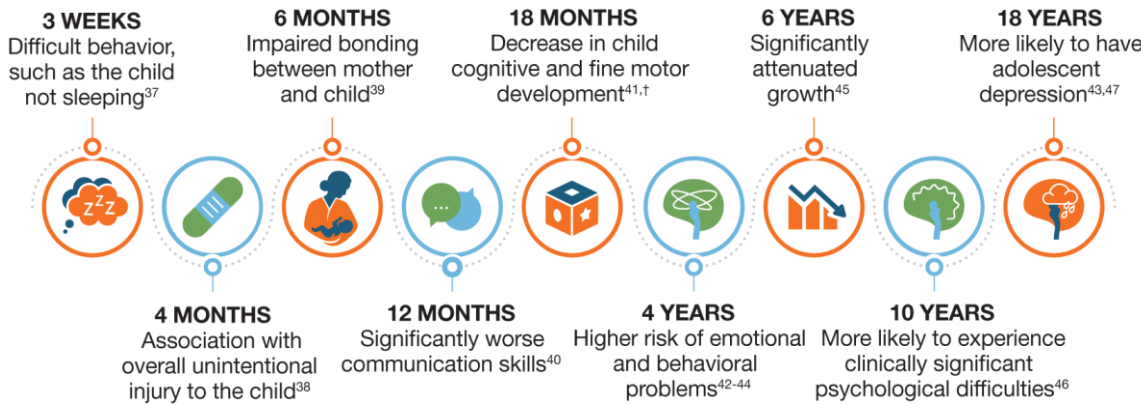 3 WEEKS
Difficult behavior,
such as the child
not sleeping37
6 MONTHS
Impaired bonding
between mother
and child39
18 MONTHS
Decrease in child
cognitive and fine motor
development41,†
6 YEARS
Significantly
attenuated
growth45
18 YEARS
More likely to have
adolescent
depression43,47
zzz
4 MONTHS
Association with
overall unintentional
injury to the child38
12 MONTHS
Significantly worse
communication skills40
4 YEARS
Higher risk of emotional
and behavioral
problems42-44
10 YEARS
More likely to experience
clinically significant
psychological difficulties46